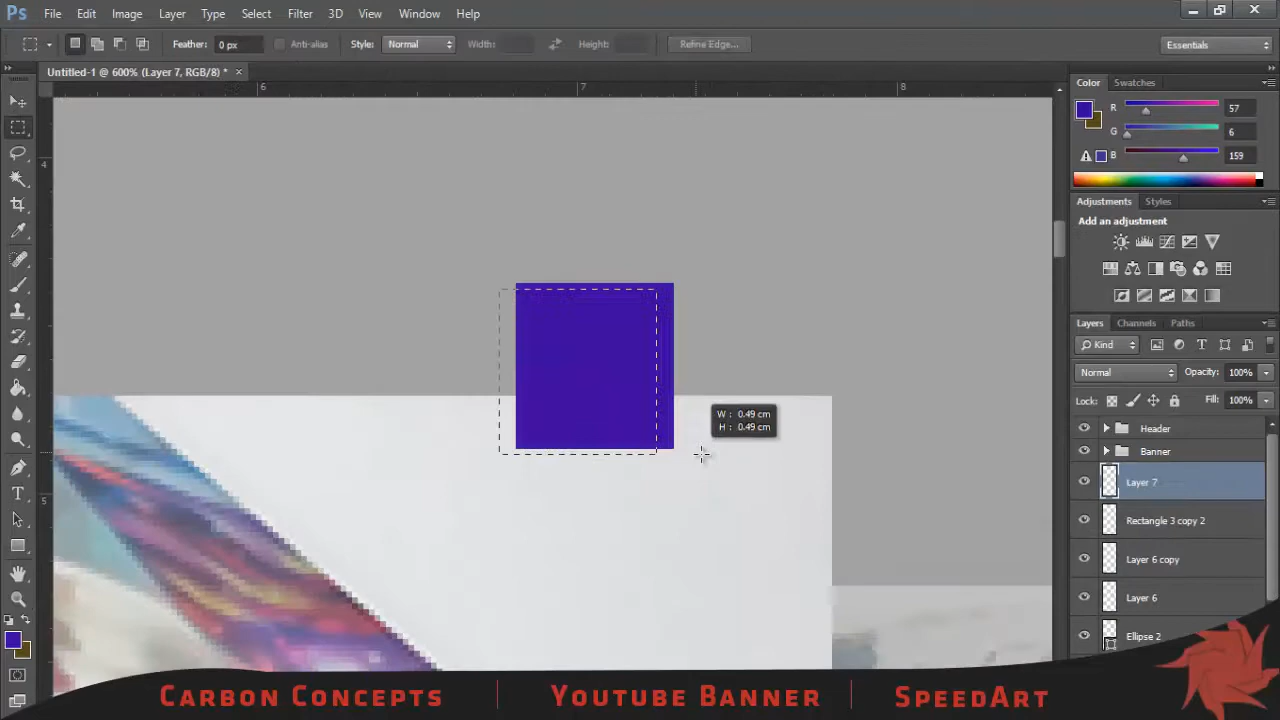 Ps File Edit Image Layer Type Select Filter 3D View Window Help
Feather: 0 px Anti-alias Style: Normal Width: Height: Refine Edge... Essentials
Untitled-1 @ 600% (Layer 7, RGB/8) * ×
6 7 8
4
5
Color Swatches
R 57
G 6
B 159
Adjustments Styles
Add an adjustment
Layers Channels Paths
Kind
Normal Opacity: 100%
Lock: Fill: 100%
Header
Banner
Layer 7
Rectangle 3 copy 2
Layer 6 copy
Layer 6
Ellipse 2
W : 0.49 cm
H : 0.49 cm
T
Carbon Concepts | Youtube Banner | SpeedArt